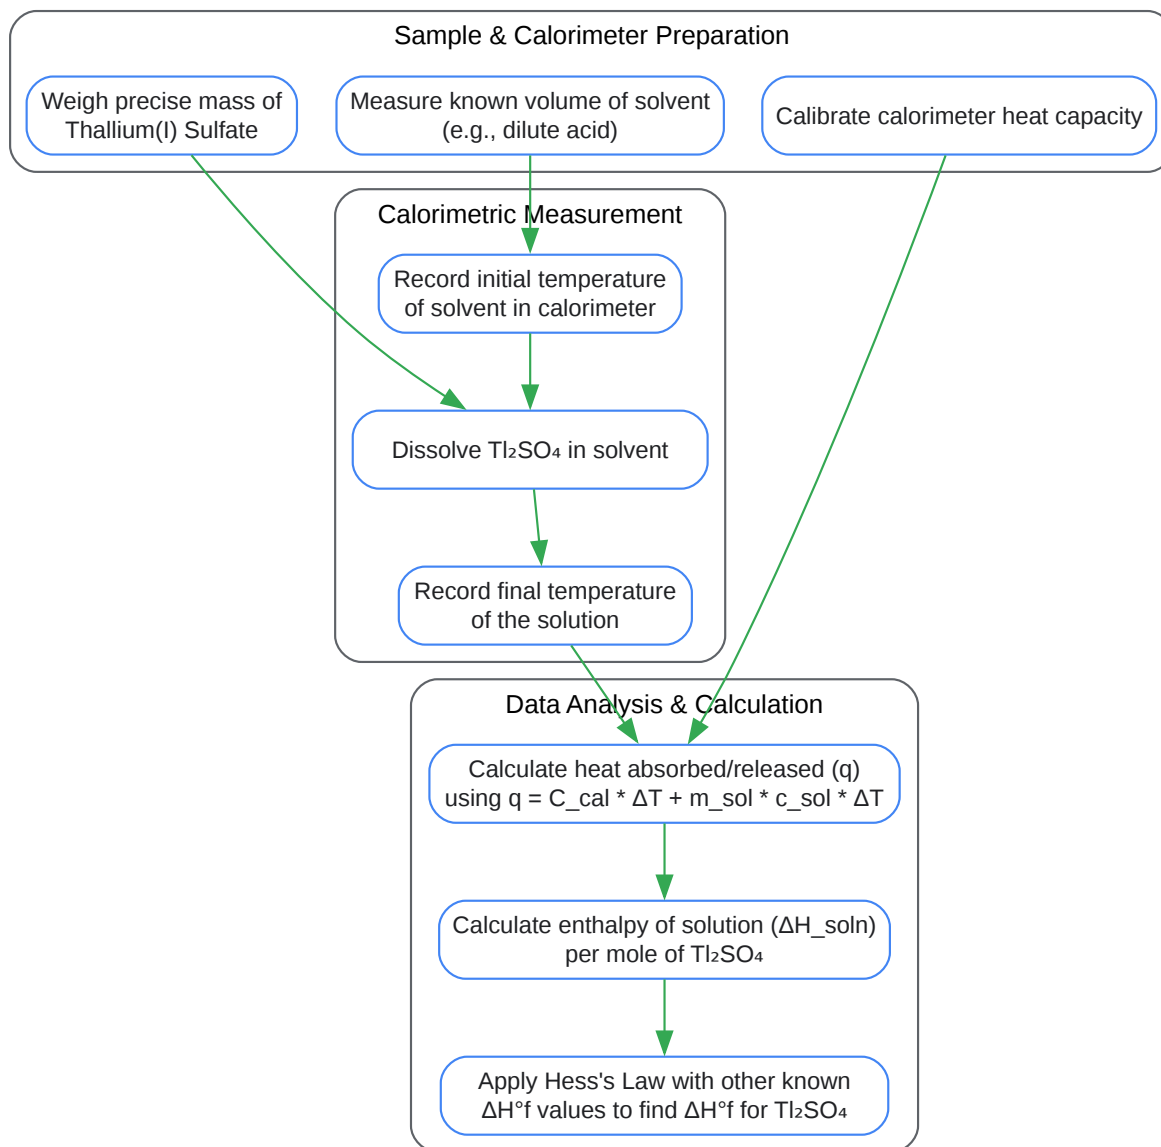 Sample & Calorimeter Preparation
Weigh precise mass of
Thallium(I) Sulfate
Measure known volume of solvent
(e.g., dilute acid)
Calibrate calorimeter heat capacity
Calorimetric Measurement
Record initial temperature
of solvent in calorimeter
Dissolve Tl₂SO₄ in solvent
Record final temperature
of the solution
Data Analysis & Calculation
Calculate heat absorbed/released (q)
using q = C_cal * ΔT + m_sol * c_sol * ΔT
Calculate enthalpy of solution (ΔH_soln)
per mole of Tl₂SO₄
Apply Hess's Law with other known
ΔH°f values to find ΔH°f for Tl₂SO₄